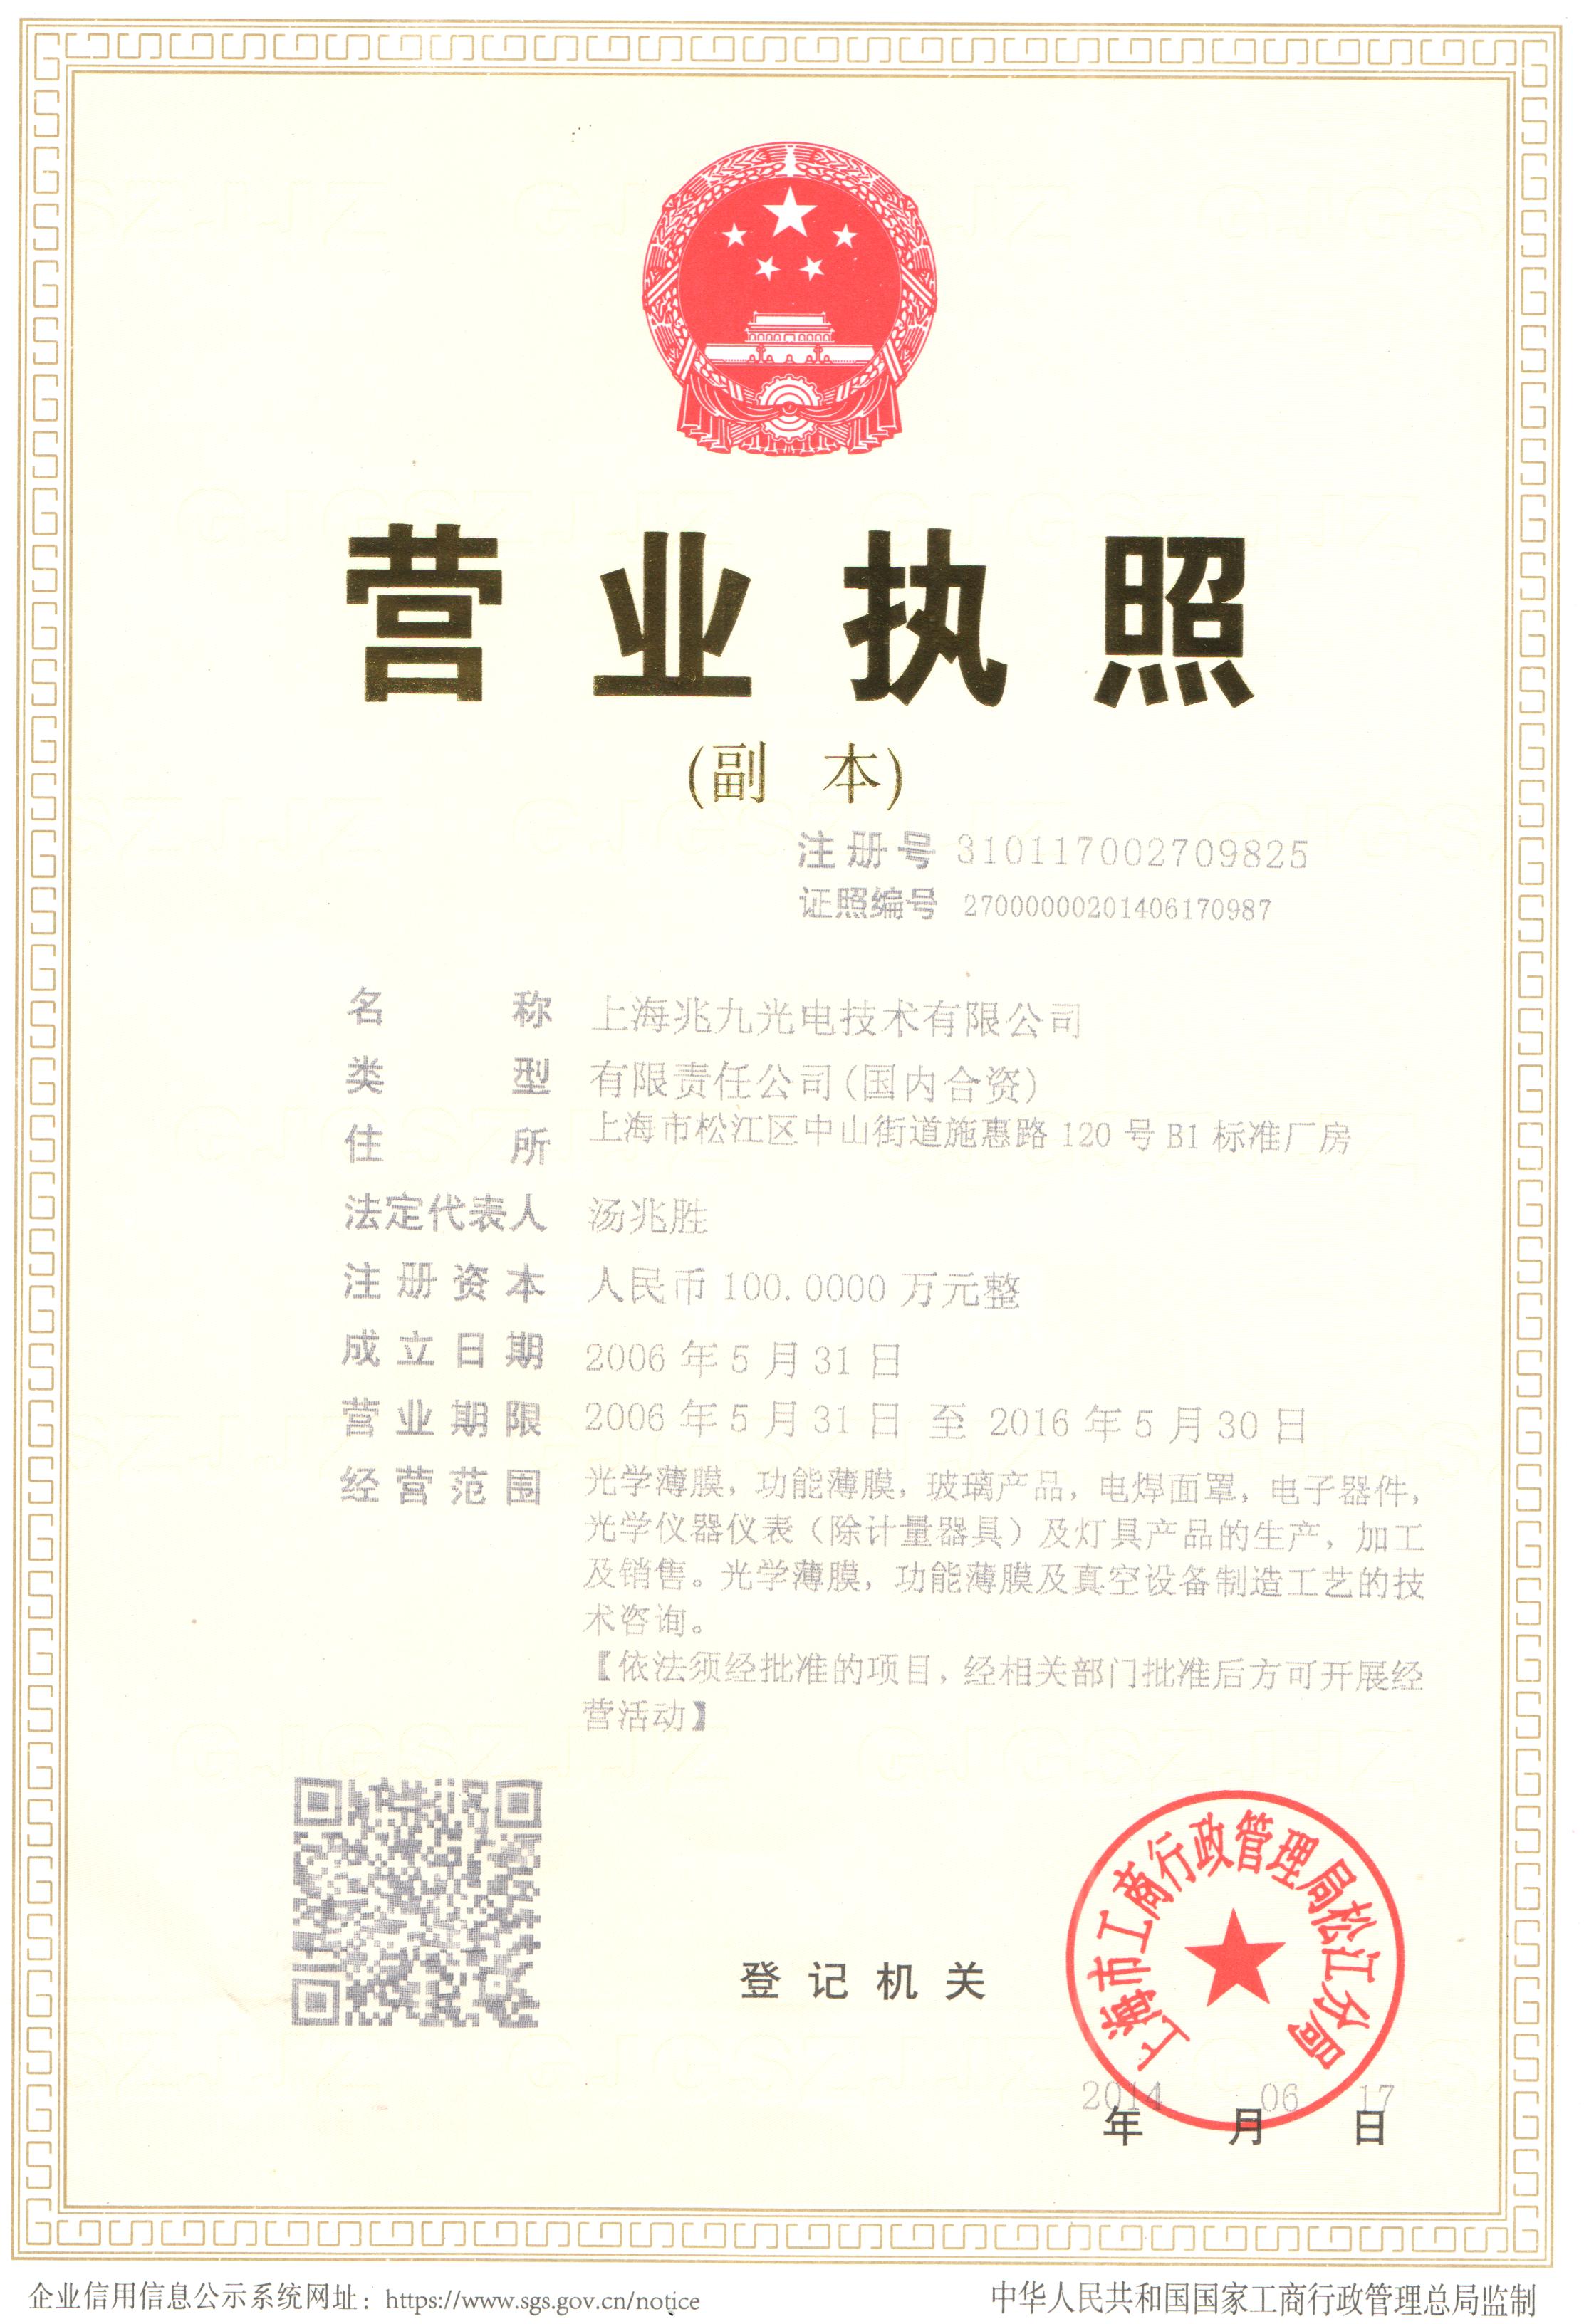 营业执照
(副 本)
注册号 310117002709825
证照编号 27000000201406170987
名称 上海兆九光电技术有限公司
类型 有限责任公司(国内合资)
住所 上海市松江区中山街道施惠路 120 号 B1 标准厂房
法定代表人 汤兆胜
注册资本 人民币 100.0000 万元整
成立日期 2006 年 5 月 31 日
营业期限 2006 年 5 月 31 日 至 2016 年 5 月 30 日
经营范围 光学薄膜，功能薄膜，玻璃产品，电焊面罩，电子器件，
光学仪器仪表（除计量器具）及灯具产品的生产，加工
及销售。光学薄膜，功能薄膜及真空设备制造工艺的技
术咨询。
【依法须经批准的项目，经相关部门批准后方可开展经
营活动】
登记机关
上海市工商行政管理局松江分局
2014 年 06 月 17 日
企业信用信息公示系统网址：https://www.sgs.gov.cn/notice
中华人民共和国国家工商行政管理总局监制